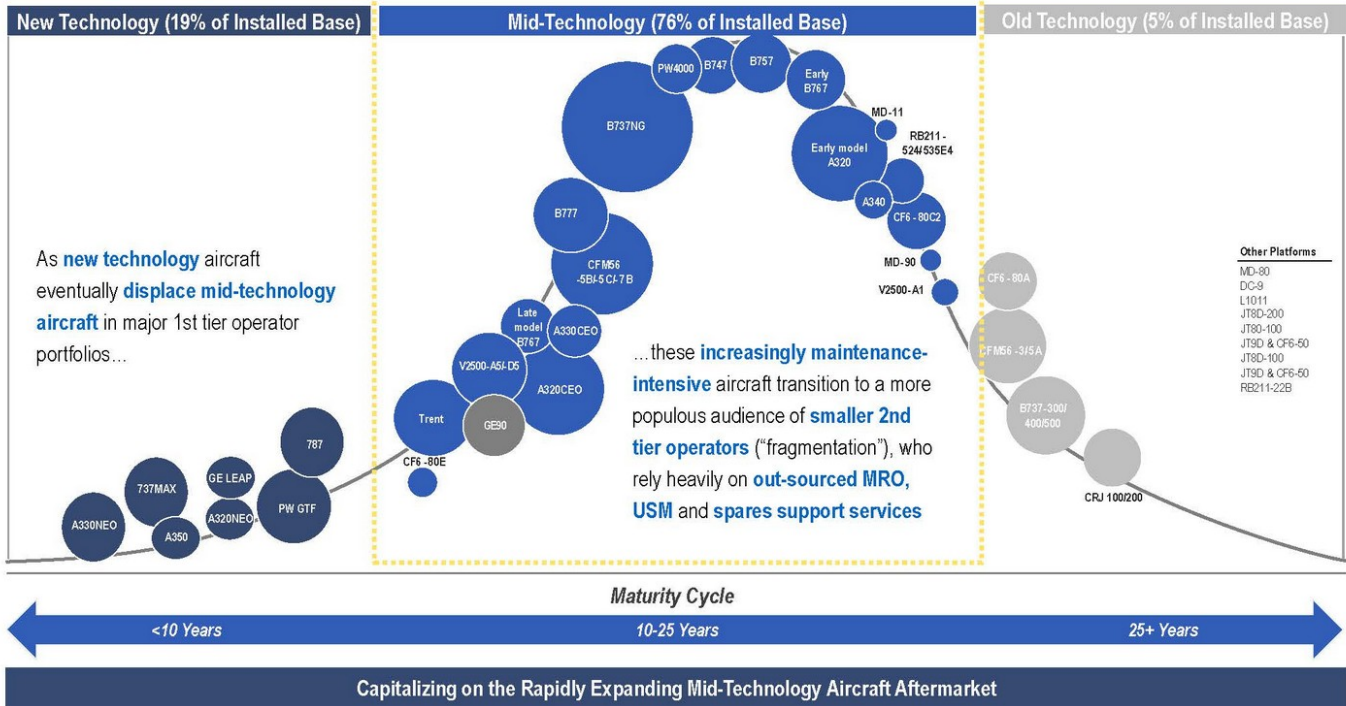 New Technology (19% of Installed Base)
Mid-Technology (76% of Installed Base)
Old Technology (5% of Installed Base)
As new technology aircraft
eventually displace mid-technology
aircraft in major 1st tier operator
portfolios…
A330NEO
737MAX
A350
GE LEAP
A320NEO
PW GTF
787
Trent
CF6 -80E
V2500-A5/-D5
GE90
Late
model
B767
A330CEO
A320CEO
B777
CFM56
-5B/-5C/-7B
B737NG
PW4000
B747
B757
Early
B767
MD-11
Early model
A320
RB211 -
524/535E4
A340
CF6 - 80C2
MD-90
V2500-A1
…these increasingly maintenance-
intensive aircraft transition to a more
populous audience of smaller 2nd
tier operators (“fragmentation”), who
rely heavily on out-sourced MRO,
USM and spares support services
CF6 - 80A
CFM56 -3/5A
B737-300/
400/500
CRJ 100/200
Other Platforms
MD-80
DC-9
L1011
JT8D-200
JT80-100
JT9D & CF6-50
JT8D-100
JT9D & CF6-50
RB211-22B
Maturity Cycle
<10 Years
10-25 Years
25+ Years
Capitalizing on the Rapidly Expanding Mid-Technology Aircraft Aftermarket